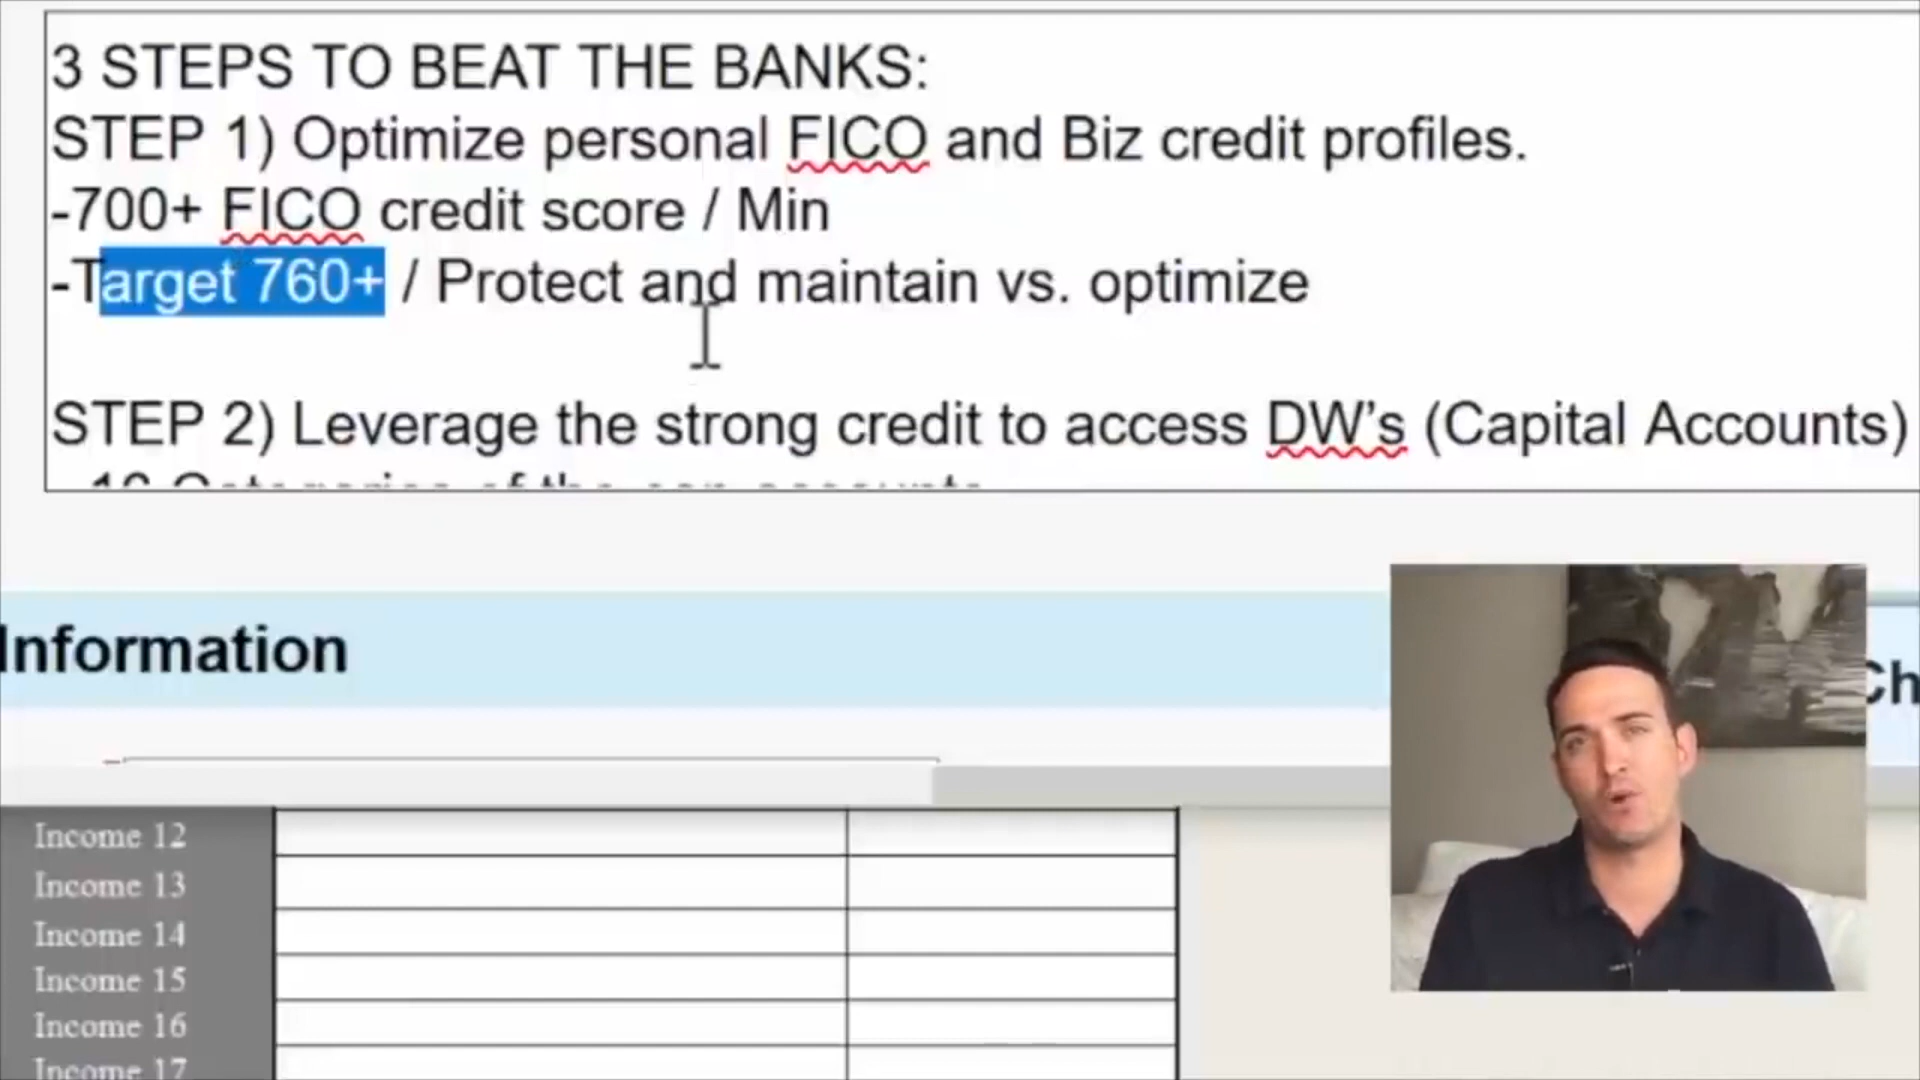 3 STEPS TO BEAT THE BANKS:
STEP 1) Optimize personal FICO and Biz credit profiles.
-700+ FICO credit score / Min
-Target 760+ / Protect and maintain vs. optimize
STEP 2) Leverage the strong credit to access DW's (Capital Accounts)
Information
Ch
Income 12
Income 13
Income 14
Income 15
Income 16
Income 17